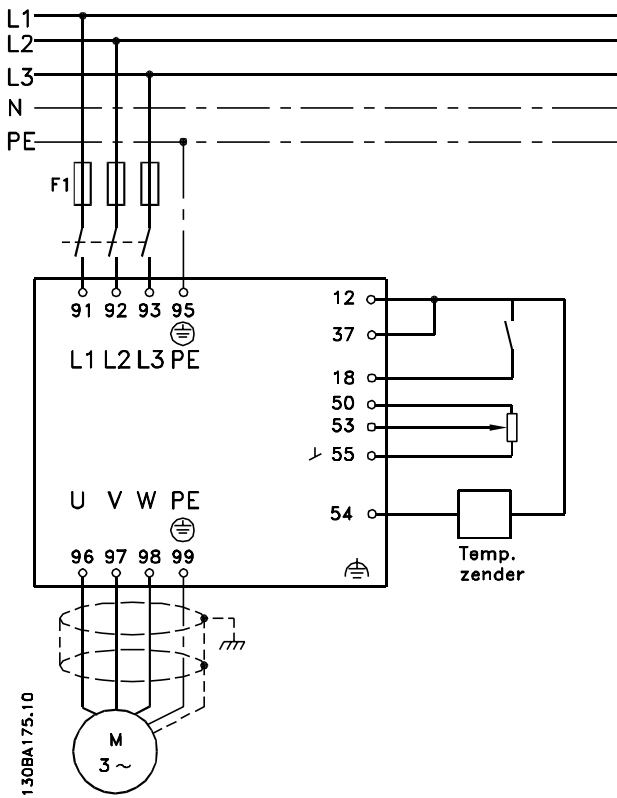 L1
L2
L3
N
PE
F1
91 92 93 95
L1 L2 L3 PE
12
37
18
50
53
55
54
U V W PE
96 97 98 99
Temp.
zender
M
3 ~
130BA175.10